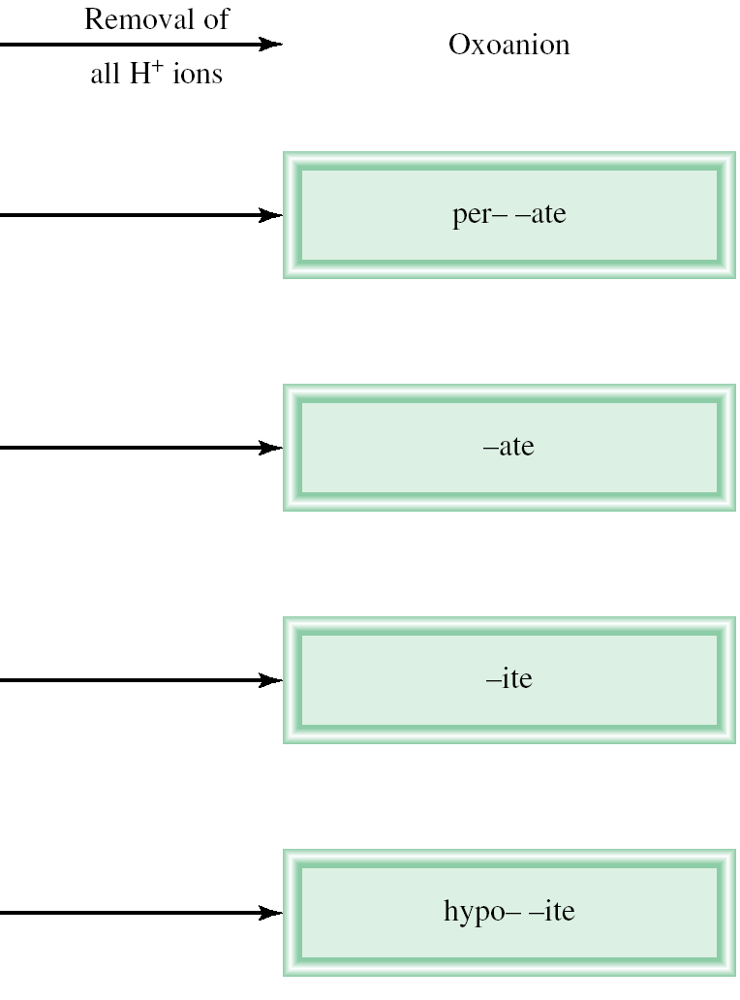 Removal of
all H⁺ ions
Oxoanion
per– –ate
–ate
–ite
hypo– –ite